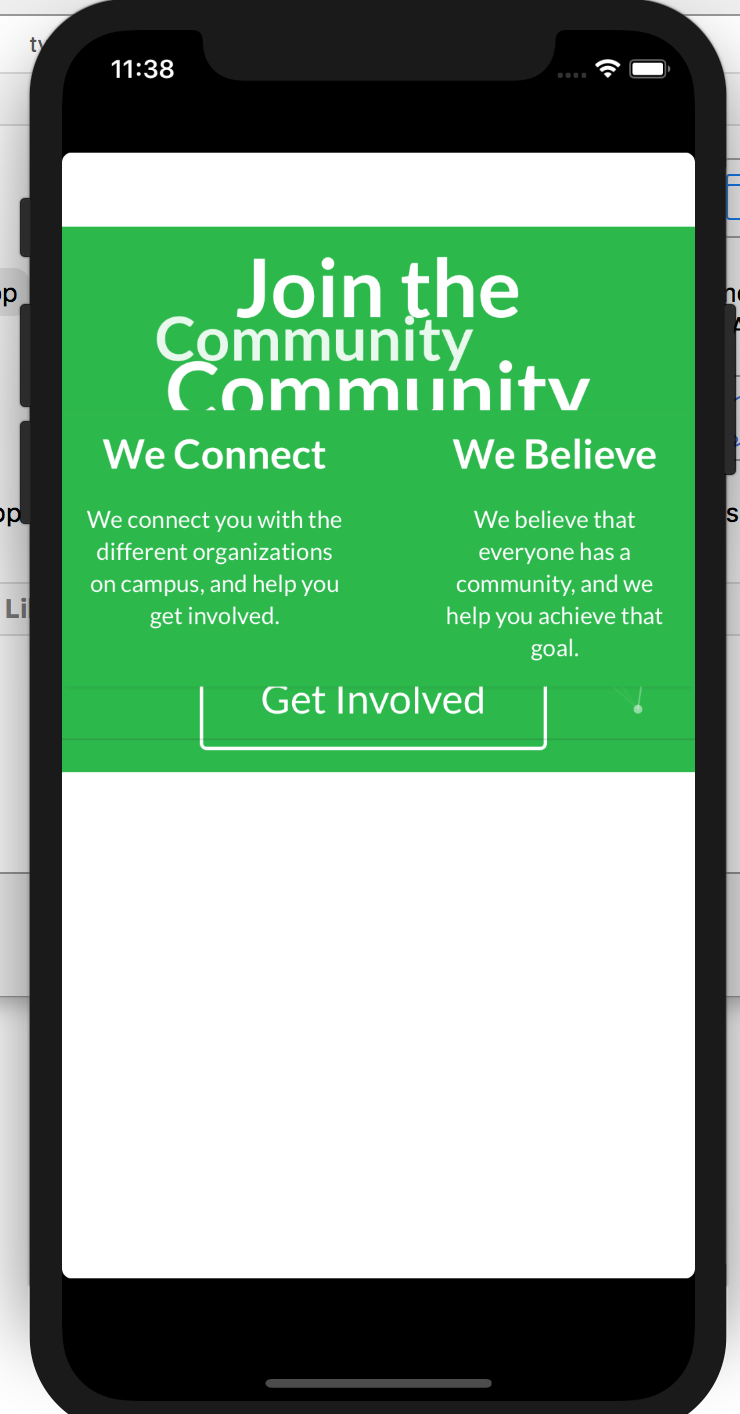 11:38
Join the
Community
Community
We Connect
We connect you with the
different organizations
on campus, and help you
get involved.
We Believe
We believe that
everyone has a
community, and we
help you achieve that
goal.
Get Involved